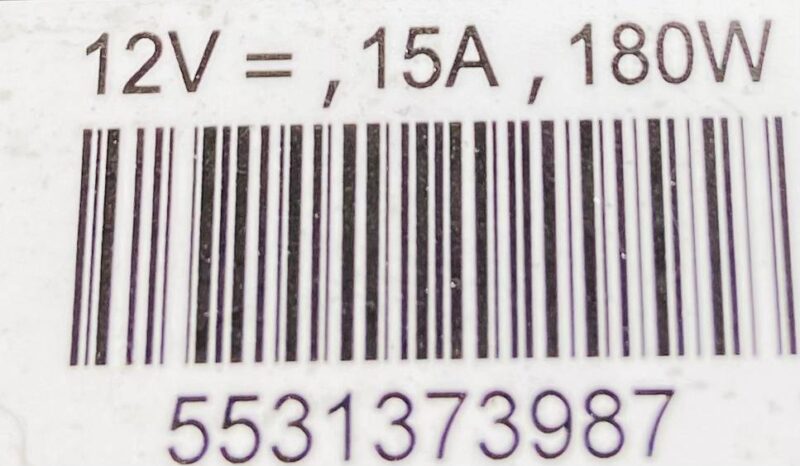 12V = , 15A , 180W
5531373987